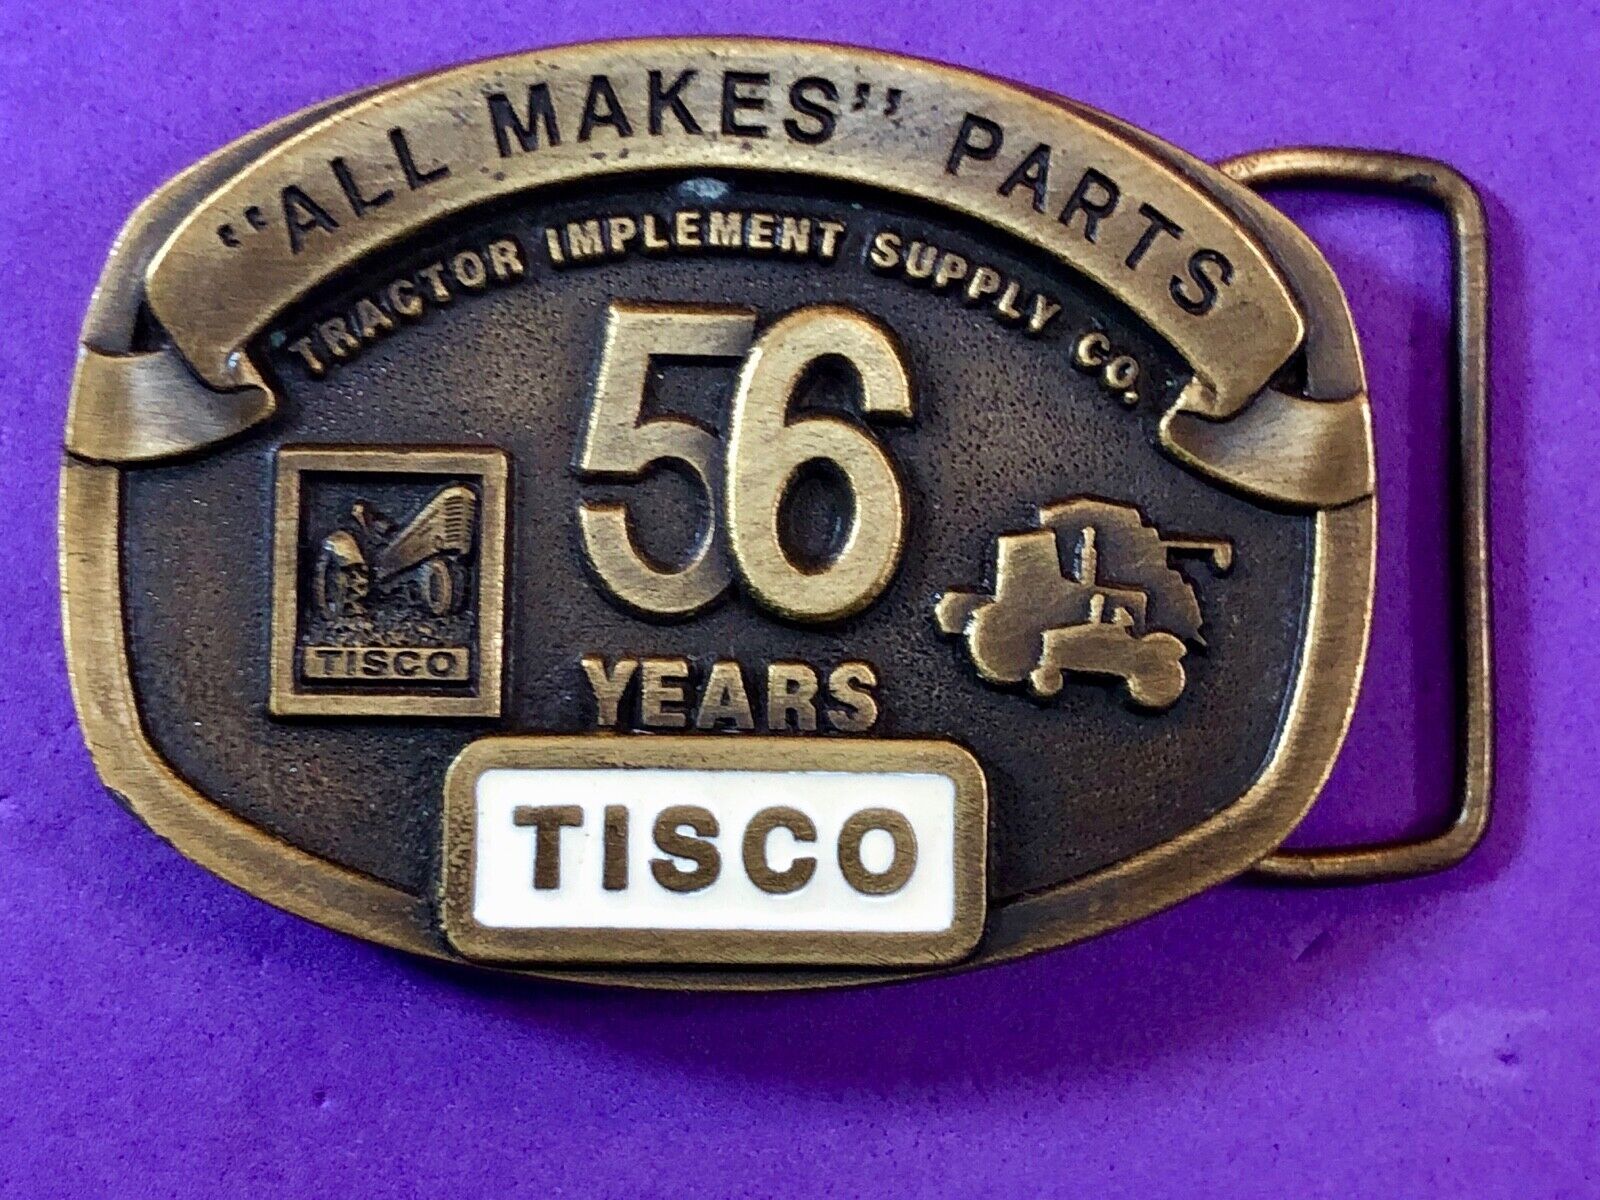 "ALL MAKES" PARTS
TRACTOR IMPLEMENT SUPPLY CO.
56
YEARS
TISCO
TISCO